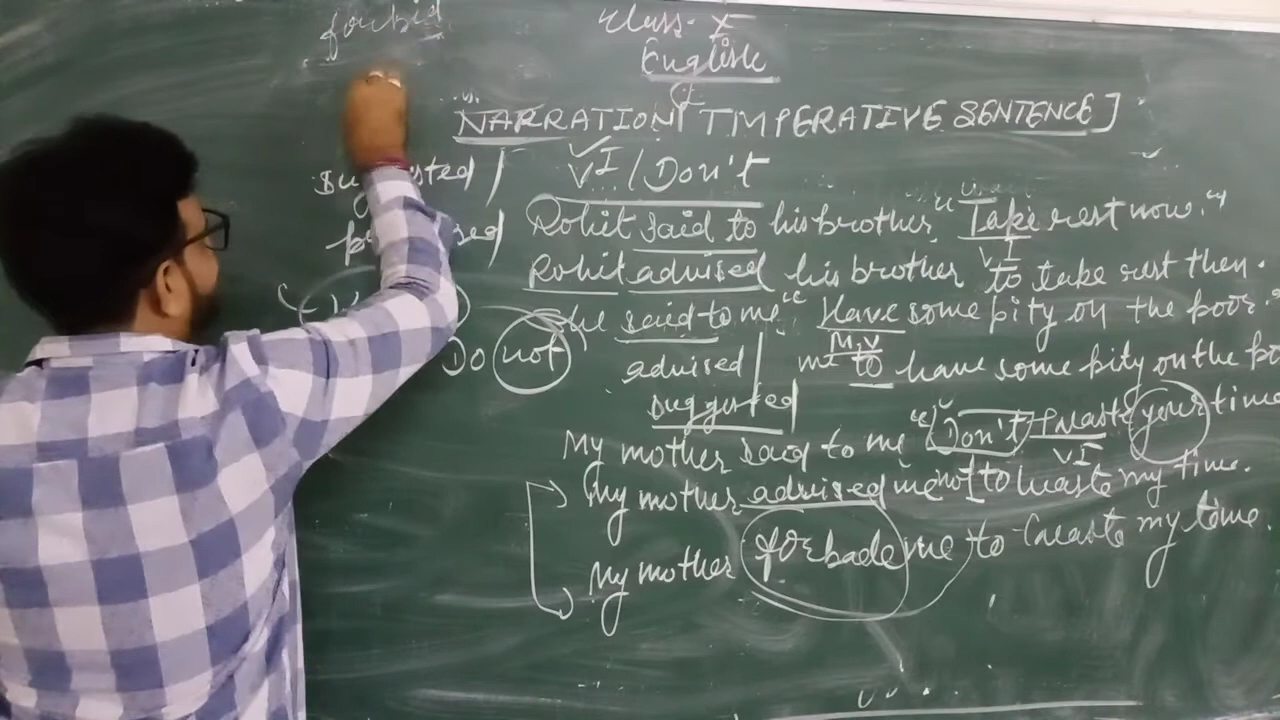 forbid
Class- X
English
NARRATION [IMPERATIVE SENTENCE]
V I / Don't
Rohit said to his brother "Take rest now."
V I
Rohit advised his brother to take rest then.
He said to me "Have some pity on the poor."
M.V
Do not
advised me to have some pity on the
suggested
My mother said to me "Don't waste your time
V I
My mother advised me not to waste my time.
My mother forbade me to waste my time.